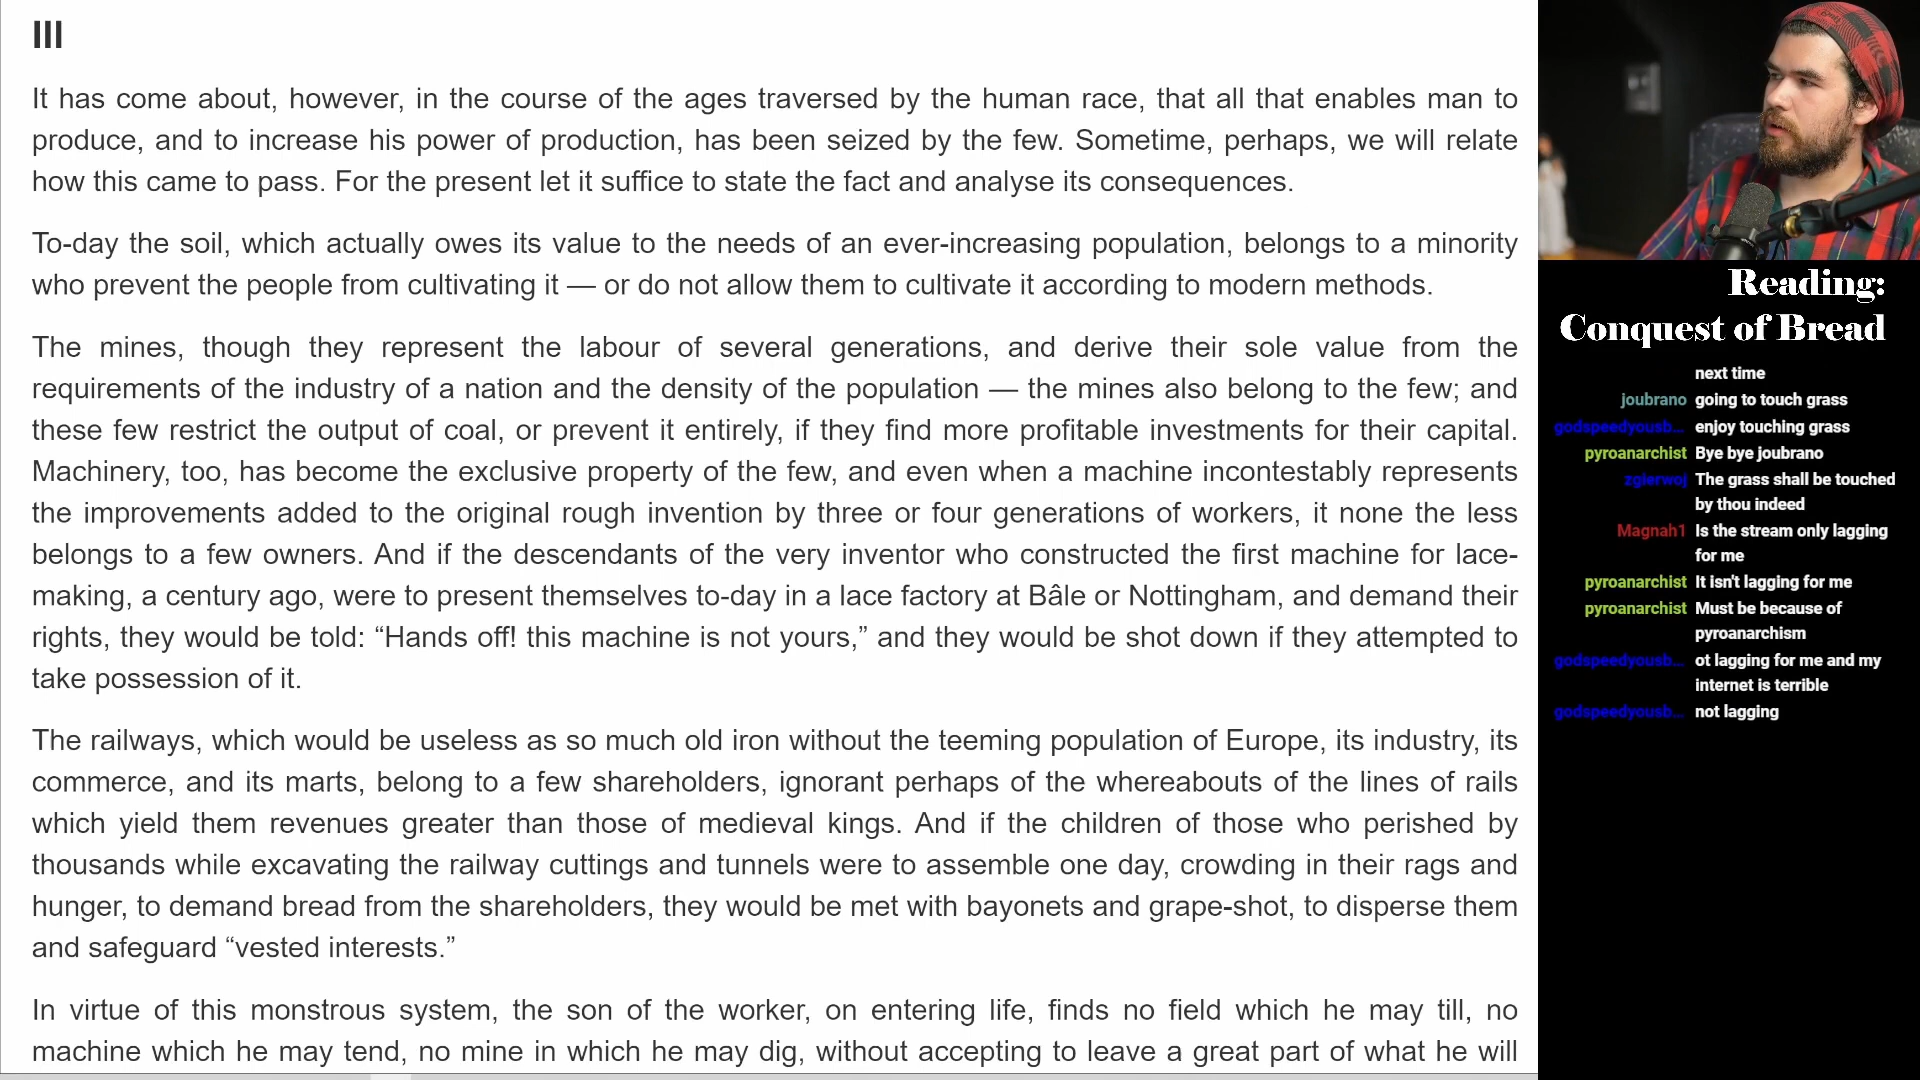 III
It has come about, however, in the course of the ages traversed by the human race, that all that enables man to
produce, and to increase his power of production, has been seized by the few. Sometime, perhaps, we will relate
how this came to pass. For the present let it suffice to state the fact and analyse its consequences.
To-day the soil, which actually owes its value to the needs of an ever-increasing population, belongs to a minority
who prevent the people from cultivating it — or do not allow them to cultivate it according to modern methods.
The mines, though they represent the labour of several generations, and derive their sole value from the
requirements of the industry of a nation and the density of the population — the mines also belong to the few; and
these few restrict the output of coal, or prevent it entirely, if they find more profitable investments for their capital.
Machinery, too, has become the exclusive property of the few, and even when a machine incontestably represents
the improvements added to the original rough invention by three or four generations of workers, it none the less
belongs to a few owners. And if the descendants of the very inventor who constructed the first machine for lace-
making, a century ago, were to present themselves to-day in a lace factory at Bâle or Nottingham, and demand their
rights, they would be told: “Hands off! this machine is not yours,” and they would be shot down if they attempted to
take possession of it.
The railways, which would be useless as so much old iron without the teeming population of Europe, its industry, its
commerce, and its marts, belong to a few shareholders, ignorant perhaps of the whereabouts of the lines of rails
which yield them revenues greater than those of medieval kings. And if the children of those who perished by
thousands while excavating the railway cuttings and tunnels were to assemble one day, crowding in their rags and
hunger, to demand bread from the shareholders, they would be met with bayonets and grape-shot, to disperse them
and safeguard “vested interests.”
In virtue of this monstrous system, the son of the worker, on entering life, finds no field which he may till, no
machine which he may tend, no mine in which he may dig, without accepting to leave a great part of what he will
Reading:
Conquest of Bread
next time
joubrano going to touch grass
godspeedyousb... enjoy touching grass
pyroanarchist Bye bye joubrano
zgierwoj The grass shall be touched
by thou indeed
Magnah1 Is the stream only lagging
for me
pyroanarchist It isn't lagging for me
pyroanarchist Must be because of
pyroanarchism
godspeedyousb... ot lagging for me and my
internet is terrible
godspeedyousb... not lagging